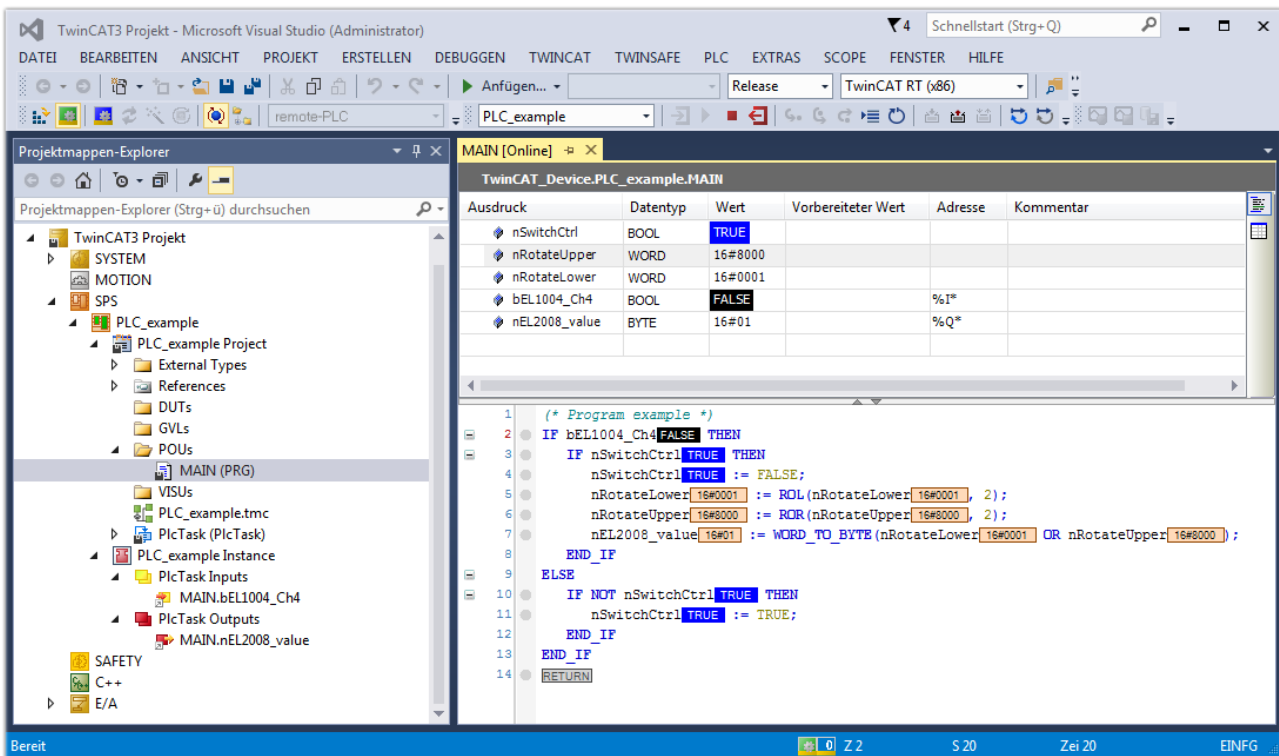 TwinCAT3 Projekt - Microsoft Visual Studio (Administrator) 4 Schnellstart (Strg+Q)
DATEI BEARBEITEN ANSICHT PROJEKT ERSTELLEN DEBUGGEN TWINCAT TWINSAFE PLC EXTRAS SCOPE FENSTER HILFE
Anfügen... Release TwinCAT RT (x86)
remote-PLC PLC_example
Projektmappen-Explorer
Projektmappen-Explorer (Strg+ü) durchsuchen
TwinCAT3 Projekt
SYSTEM
MOTION
SPS
PLC_example
PLC_example Project
External Types
References
DUTs
GVLs
POUs
MAIN (PRG)
VISUs
PLC_example.tmc
PlcTask (PlcTask)
PLC_example Instance
PlcTask Inputs
MAIN.bEL1004_Ch4
PlcTask Outputs
MAIN.nEL2008_value
SAFETY
C++
E/A
MAIN [Online]
TwinCAT_Device.PLC_example.MAIN
Ausdruck Datentyp Wert Vorbereiteter Wert Adresse Kommentar
nSwitchCtrl BOOL TRUE
nRotateUpper WORD 16#8000
nRotateLower WORD 16#0001
bEL1004_Ch4 BOOL FALSE %I*
nEL2008_value BYTE 16#01 %Q*
1 (* Program example *)
2 IF bEL1004_Ch4 FALSE THEN
3 IF nSwitchCtrl TRUE THEN
4 nSwitchCtrl TRUE := FALSE;
5 nRotateLower 16#0001 := ROL(nRotateLower 16#0001 , 2);
6 nRotateUpper 16#8000 := ROR(nRotateUpper 16#8000 , 2);
7 nEL2008_value 16#01 := WORD_TO_BYTE(nRotateLower 16#0001 OR nRotateUpper 16#8000 );
8 END_IF
9 ELSE
10 IF NOT nSwitchCtrl TRUE THEN
11 nSwitchCtrl TRUE := TRUE;
12 END_IF
13 END_IF
14 RETURN
Bereit 0 Z 2 S 20 Zei 20 EINFG